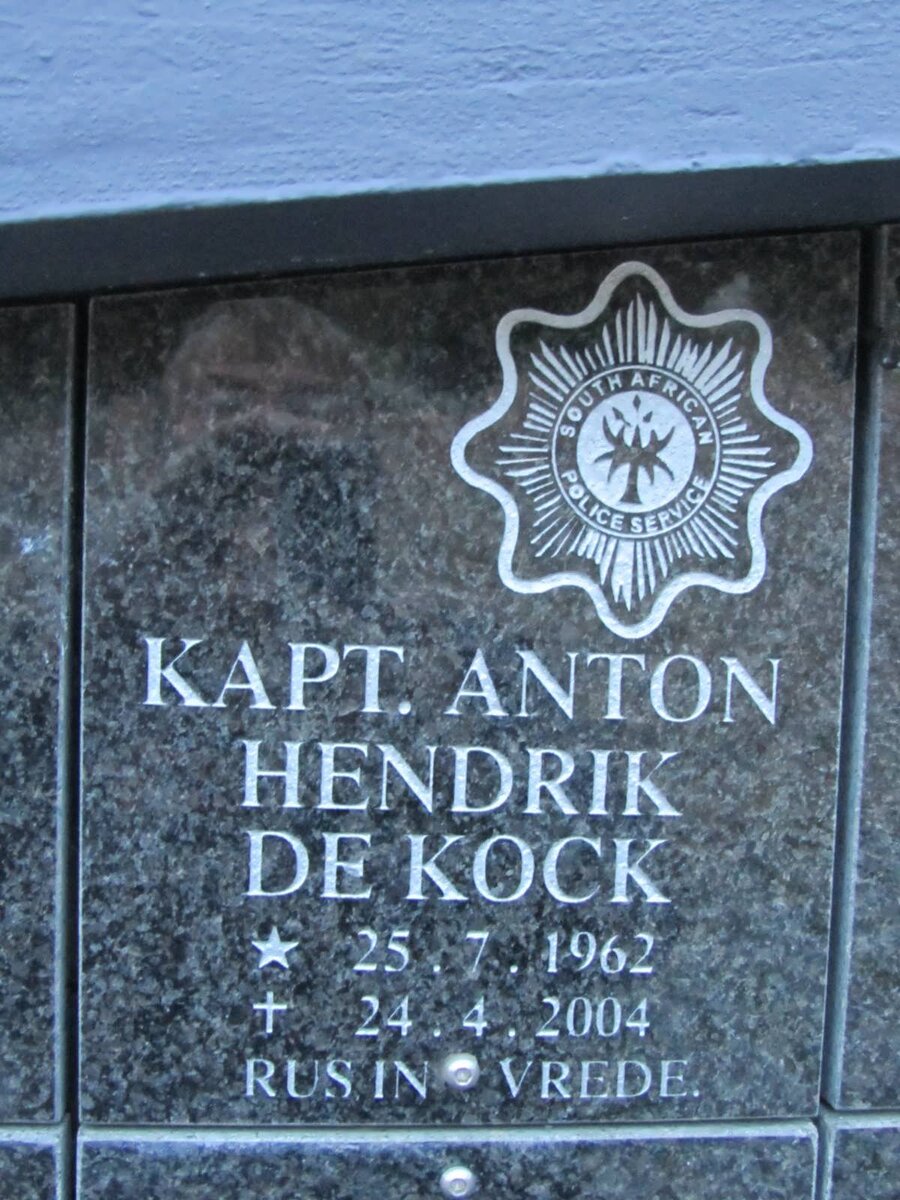 SOUTH AFRICAN
POLICE SERVICE
KAPT. ANTON
HENDRIK
DE KOCK
★ 25 . 7 . 1962
✝ 24 . 4 . 2004
RUS IN VREDE.